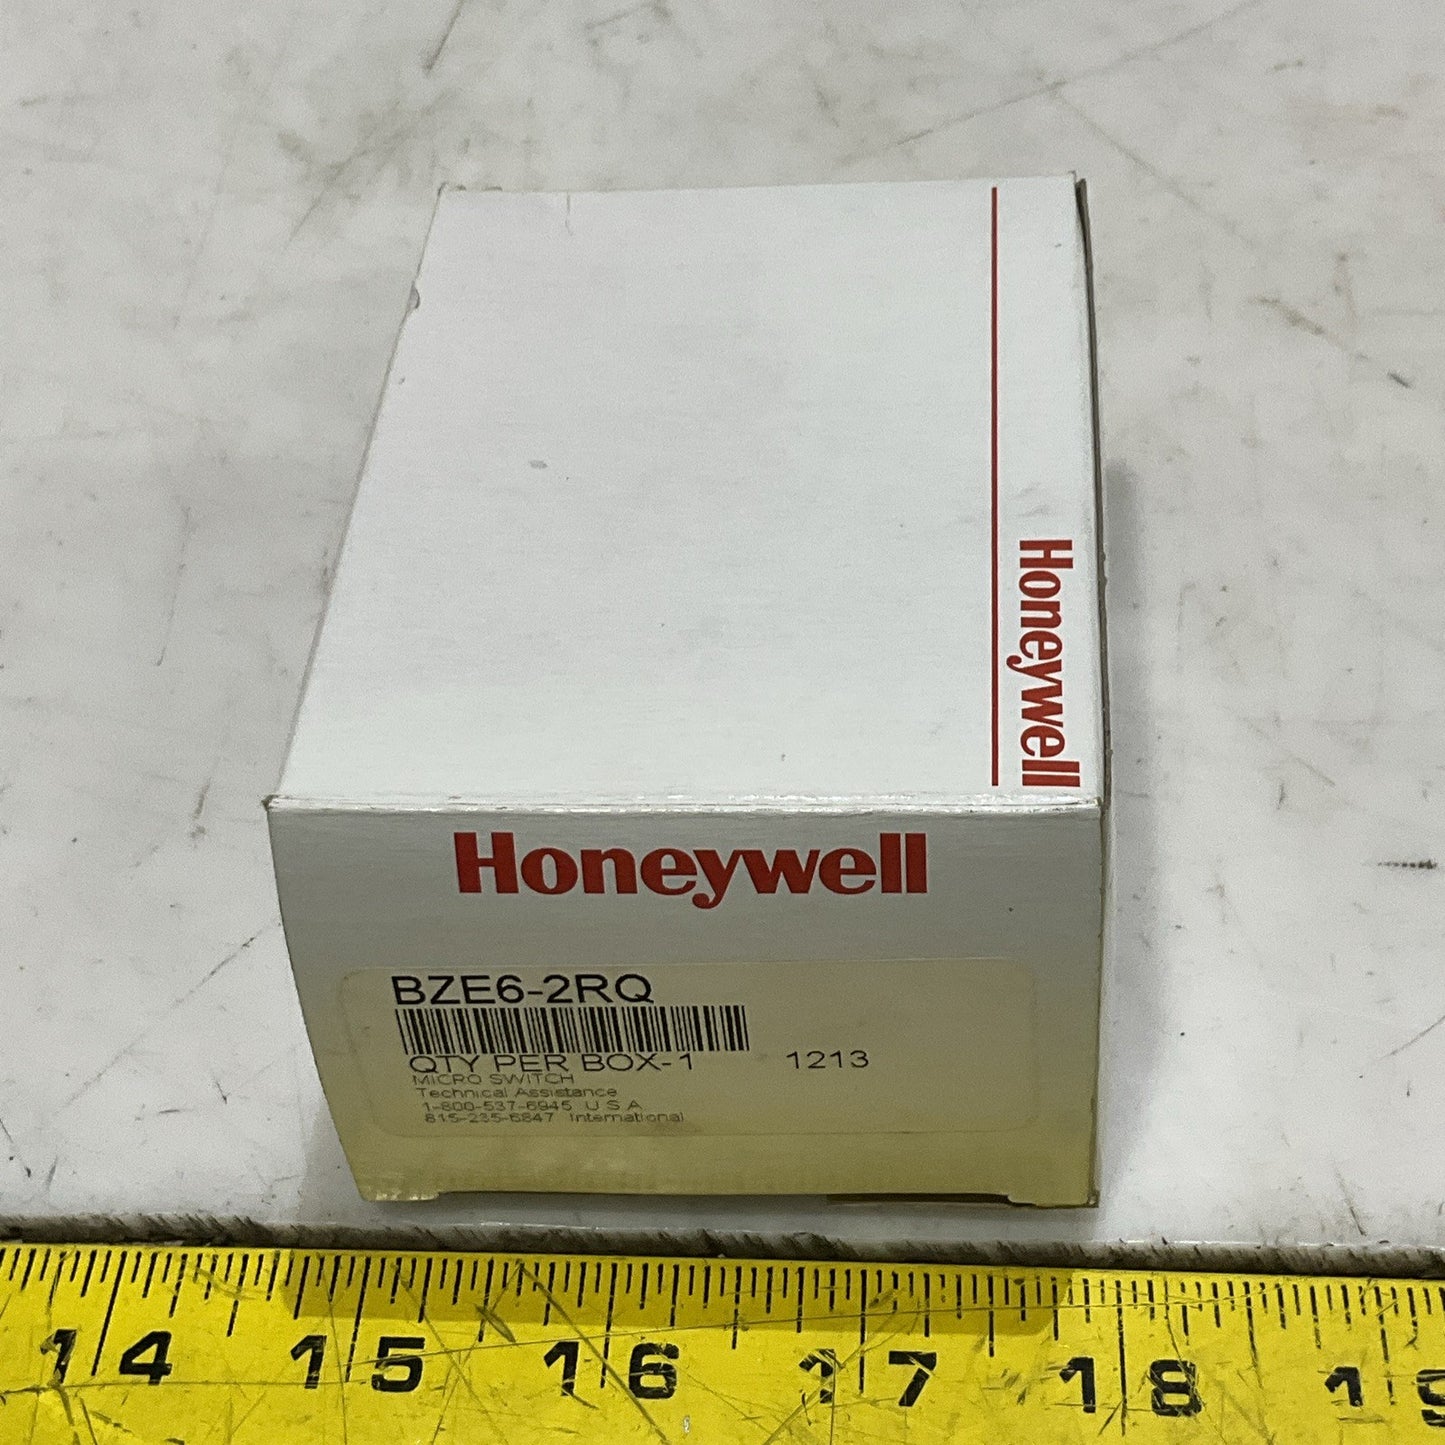 Honeywell
Honeywell
BZE6-2RQ
QTY PER BOX-1 1213
MICRO SWITCH
Technical Assistance
1-800-537-6945 U S A
815-235-6847 International
14 15 16 17 18 19